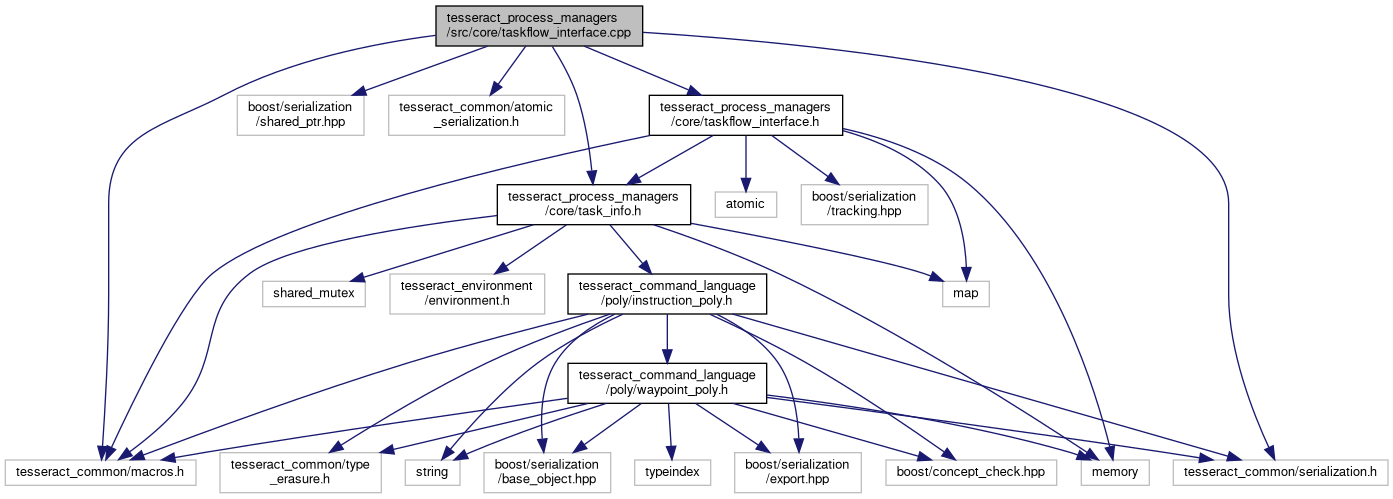 tesseract_process_managers
/src/core/taskflow_interface.cpp
boost/serialization
/shared_ptr.hpp
tesseract_common/atomic
_serialization.h
tesseract_process_managers
/core/taskflow_interface.h
tesseract_process_managers
/core/task_info.h
atomic
boost/serialization
/tracking.hpp
shared_mutex
tesseract_environment
/environment.h
tesseract_command_language
/poly/instruction_poly.h
map
tesseract_command_language
/poly/waypoint_poly.h
tesseract_common/macros.h
tesseract_common/type
_erasure.h
string
boost/serialization
/base_object.hpp
typeindex
boost/serialization
/export.hpp
boost/concept_check.hpp
memory
tesseract_common/serialization.h